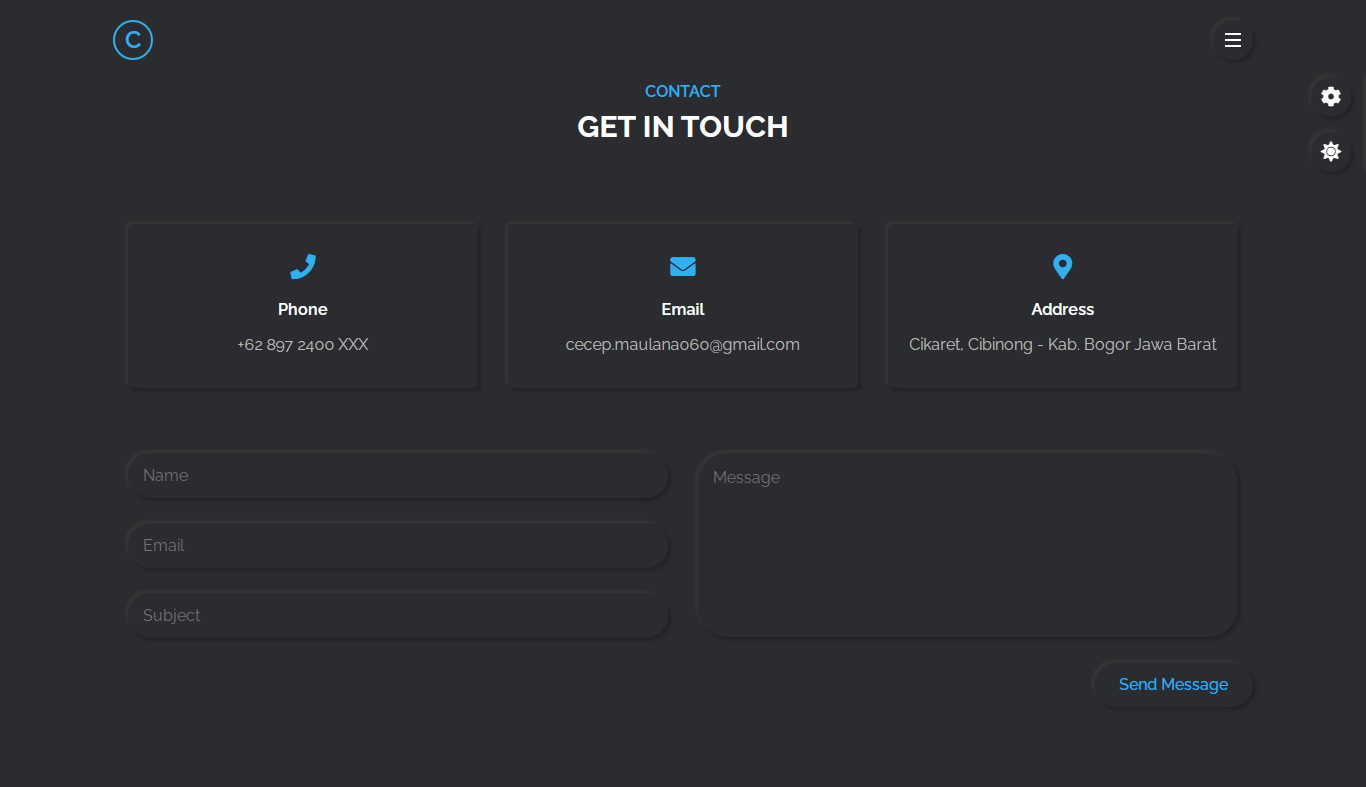 C
CONTACT
GET IN TOUCH
Phone
+62 897 2400 XXX
Email
cecep.maulana060@gmail.com
Address
Cikaret, Cibinong - Kab. Bogor Jawa Barat
Name
Email
Subject
Message
Send Message